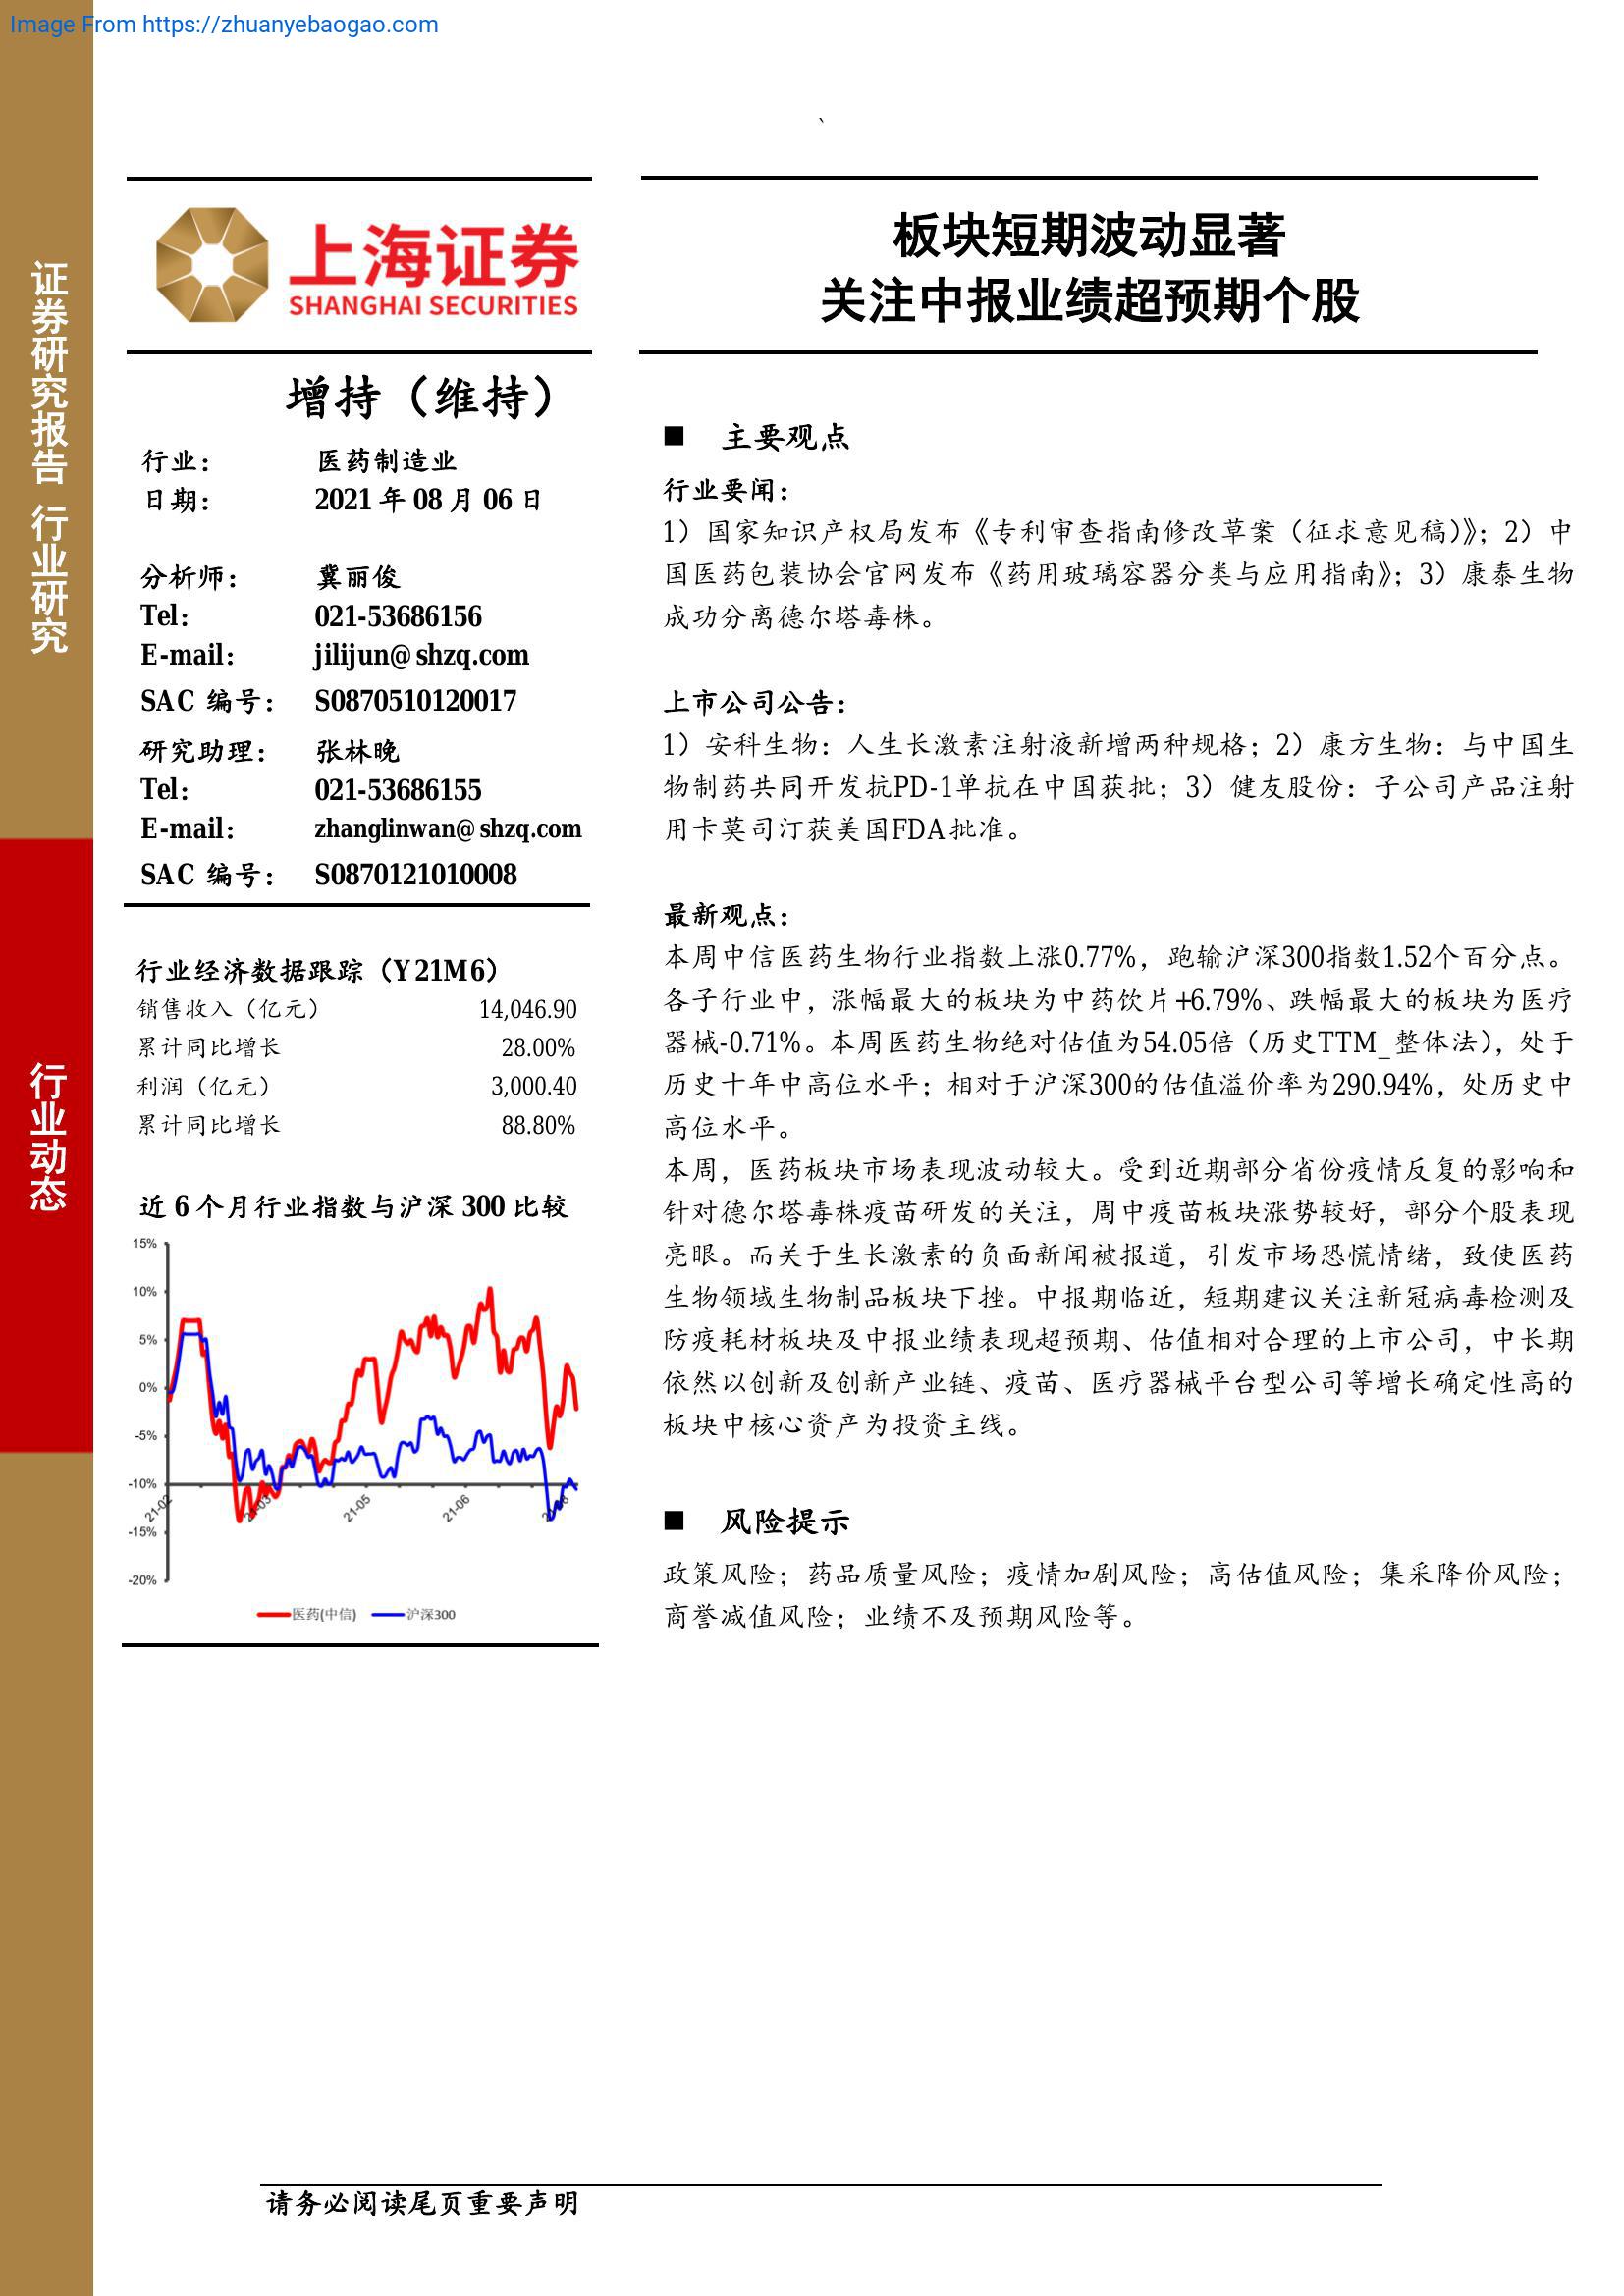 Image From https://zhuanyebaogao.com
、
证券研究报告 行业研究
行业动态
上海证券
SHANGHAI SECURITIES
板块短期波动显著
关注中报业绩超预期个股
增持（维持）
行业： 医药制造业
日期： 2021 年 08 月 06 日
分析师： 冀丽俊
Tel： 021-53686156
E-mail： jilijun@shzq.com
SAC 编号： S0870510120017
研究助理： 张林晚
Tel： 021-53686155
E-mail： zhanglinwan@shzq.com
SAC 编号： S0870121010008
行业经济数据跟踪（Y21M6）
销售收入（亿元） 14,046.90
累计同比增长 28.00%
利润（亿元） 3,000.40
累计同比增长 88.80%
近 6 个月行业指数与沪深 300 比较
15%
10%
5%
0%
-5%
-10%
-15%
-20%
21-02 21-03 21-05 21-06
医药(中信) 沪深300
■ 主要观点
行业要闻：
1）国家知识产权局发布《专利审查指南修改草案（征求意见稿）》；2）中
国医药包装协会官网发布《药用玻璃容器分类与应用指南》；3）康泰生物
成功分离德尔塔毒株。
上市公司公告：
1）安科生物：人生长激素注射液新增两种规格；2）康方生物：与中国生
物制药共同开发抗PD-1单抗在中国获批；3）健友股份：子公司产品注射
用卡莫司汀获美国FDA批准。
最新观点：
本周中信医药生物行业指数上涨0.77%，跑输沪深300指数1.52个百分点。
各子行业中，涨幅最大的板块为中药饮片+6.79%、跌幅最大的板块为医疗
器械-0.71%。本周医药生物绝对估值为54.05倍（历史TTM_整体法），处于
历史十年中高位水平；相对于沪深300的估值溢价率为290.94%，处历史中
高位水平。
本周，医药板块市场表现波动较大。受到近期部分省份疫情反复的影响和
针对德尔塔毒株疫苗研发的关注，周中疫苗板块涨势较好，部分个股表现
亮眼。而关于生长激素的负面新闻被报道，引发市场恐慌情绪，致使医药
生物领域生物制品板块下挫。中报期临近，短期建议关注新冠病毒检测及
防疫耗材板块及中报业绩表现超预期、估值相对合理的上市公司，中长期
依然以创新及创新产业链、疫苗、医疗器械平台型公司等增长确定性高的
板块中核心资产为投资主线。
■ 风险提示
政策风险；药品质量风险；疫情加剧风险；高估值风险；集采降价风险；
商誉减值风险；业绩不及预期风险等。
请务必阅读尾页重要声明